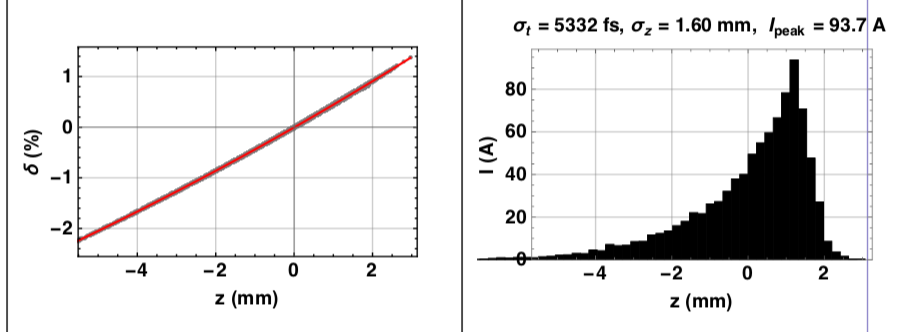 σt = 5332 fs, σz = 1.60 mm, Ipeak = 93.7 A
δ (%)
1
0
−1
−2
−4 −2 0 2
z (mm)
I (A)
80
60
40
20
0
−4 −2 0 2
z (mm)